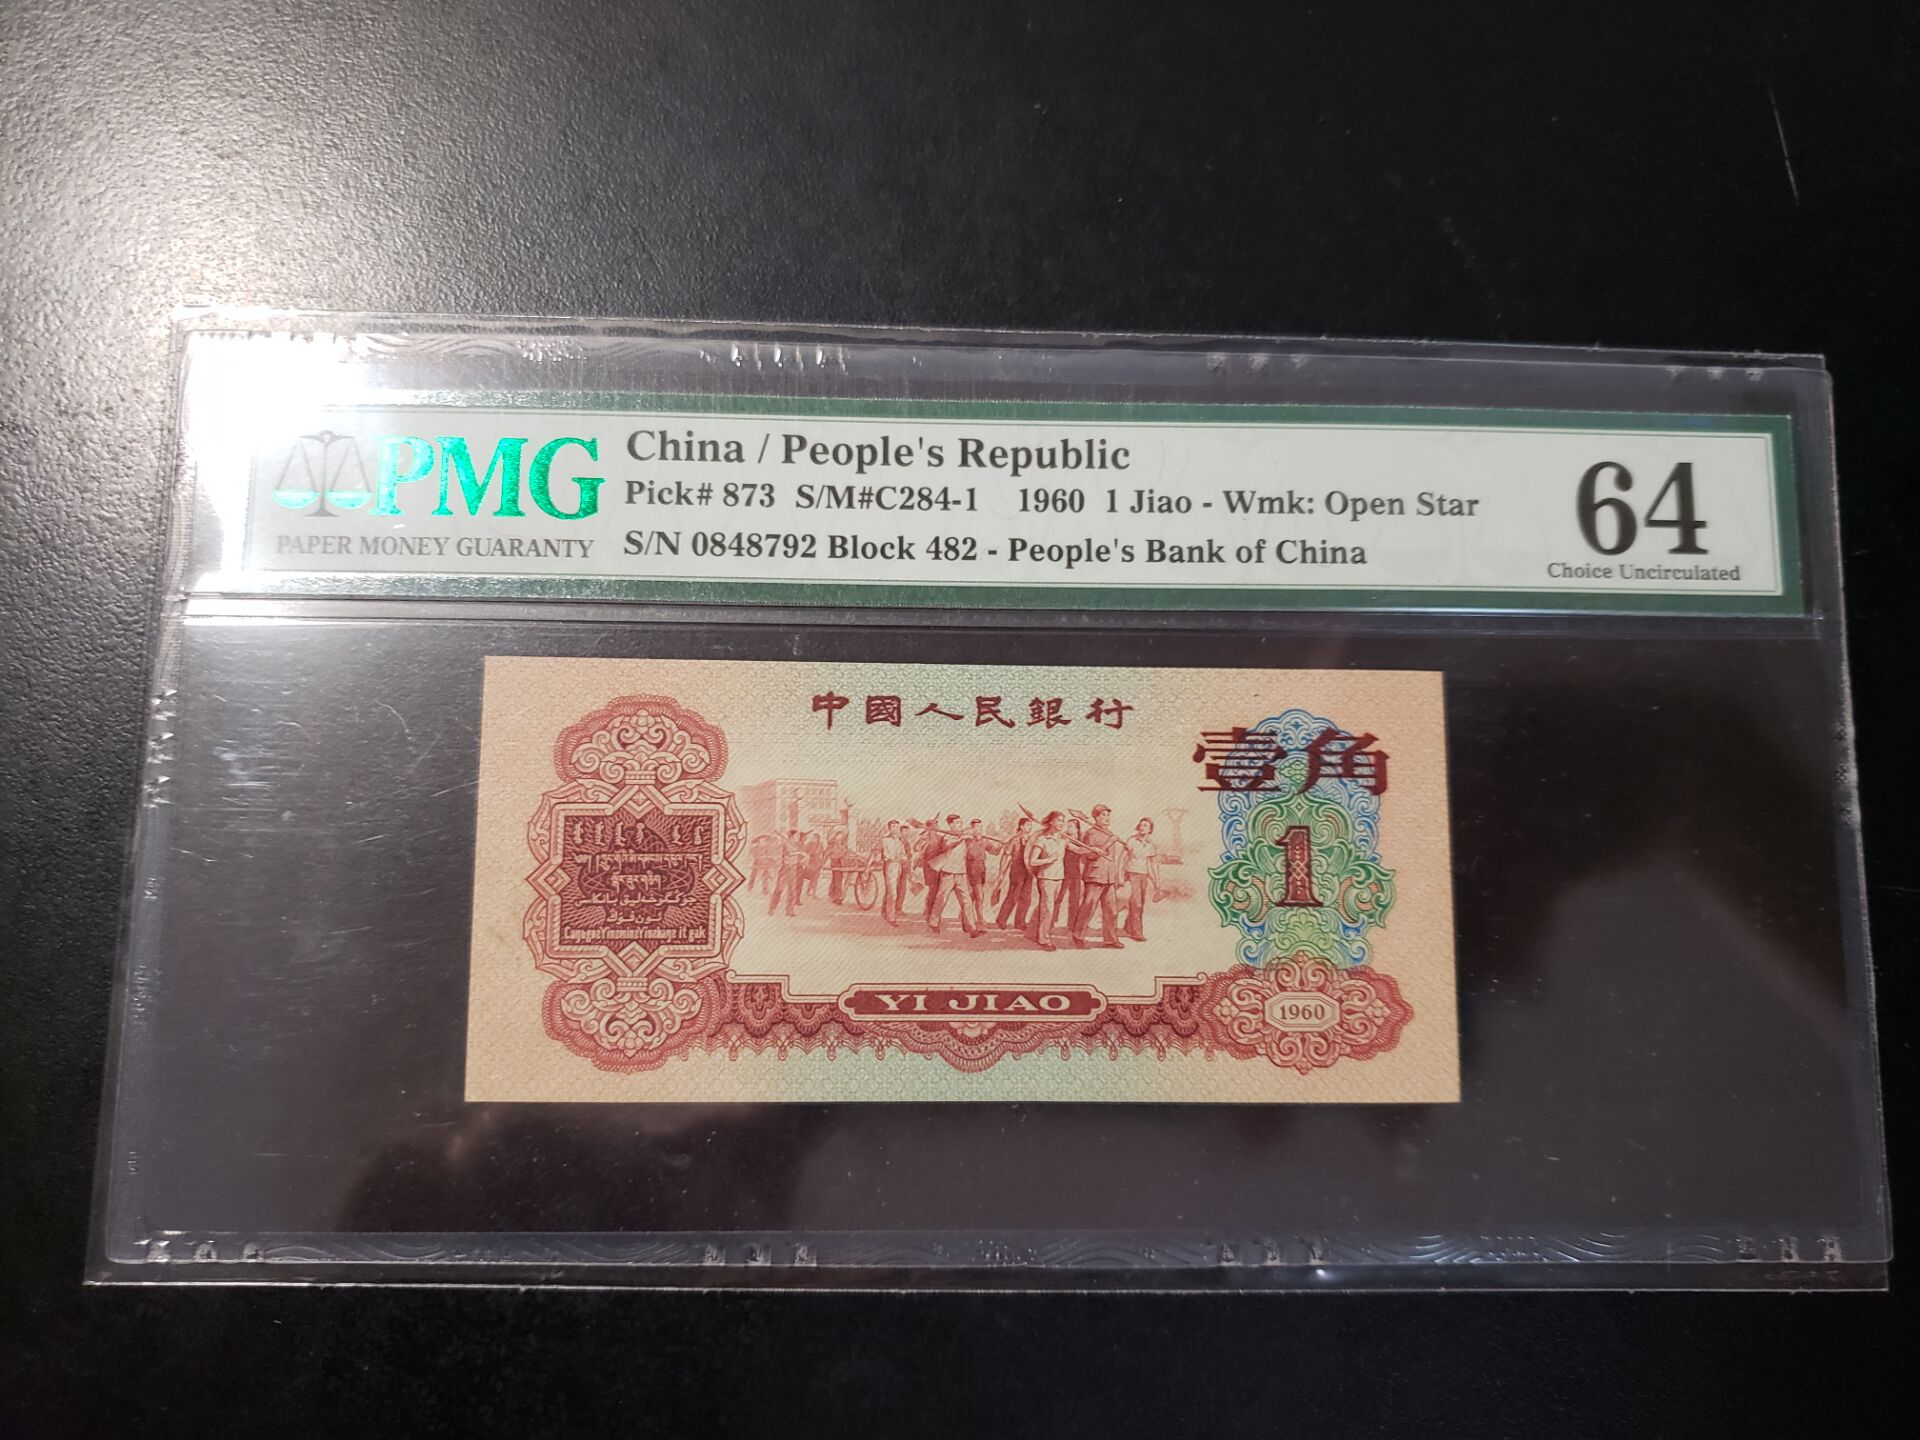 PMG
PAPER MONEY GUARANTY
China / People's Republic
Pick# 873 S/M#C284-1 1960 1 Jiao - Wmk: Open Star
S/N 0848792 Block 482 - People's Bank of China
64
Choice Uncirculated
中國人民銀行
壹角
1
YI JIAO
1960